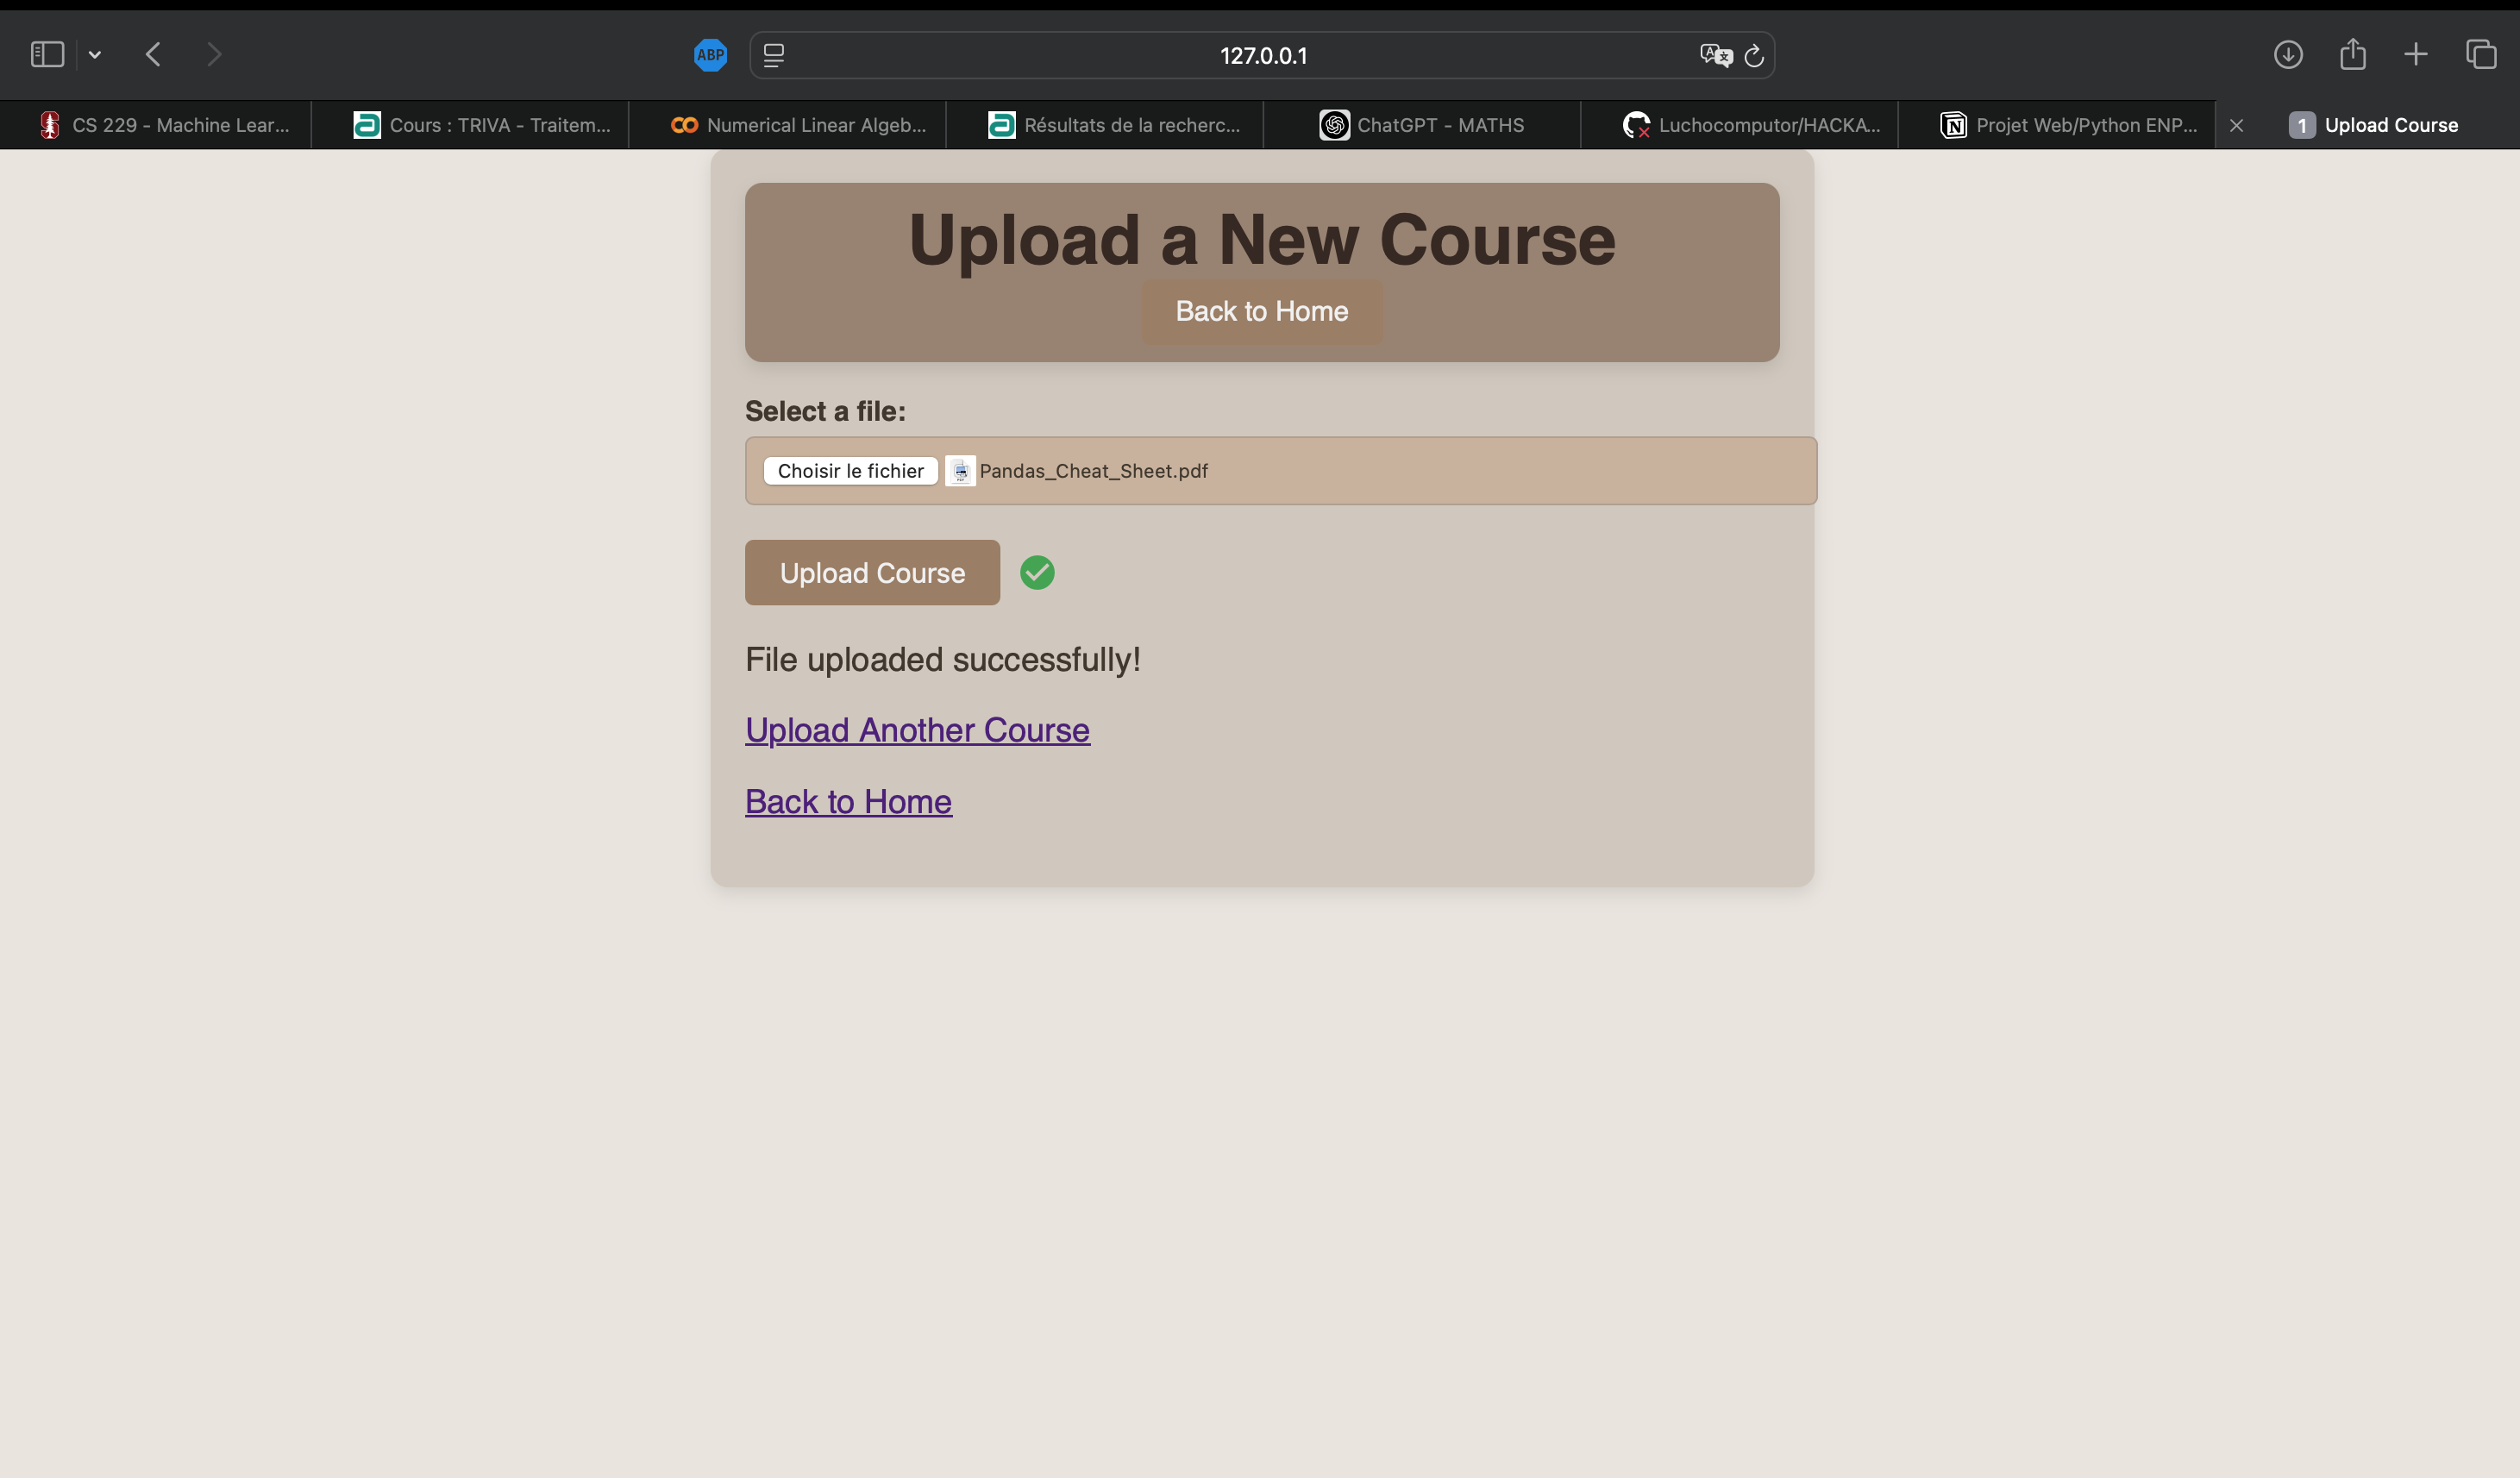 ABP
127.0.0.1
CS 229 - Machine Lear...
Cours : TRIVA - Traitem...
Numerical Linear Algeb...
Résultats de la recherc...
ChatGPT - MATHS
Luchocomputor/HACKA...
Projet Web/Python ENP...
1 Upload Course
Upload a New Course
Back to Home
Select a file:
Choisir le fichier Pandas_Cheat_Sheet.pdf
Upload Course
File uploaded successfully!
Upload Another Course
Back to Home